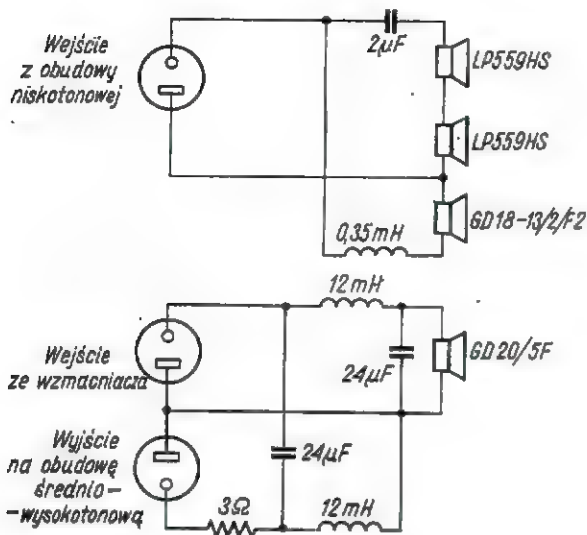 Wejście
z obudowy
niskotonowej
2µF
LP559HS
LP559HS
GD18-13/2/F2
0,35mH
12mH
Wejście
ze wzmacniacza
24µF
GD20/5F
Wyjście
na obudowę
średnio-
-wysokotonową
24µF
3Ω
12mH